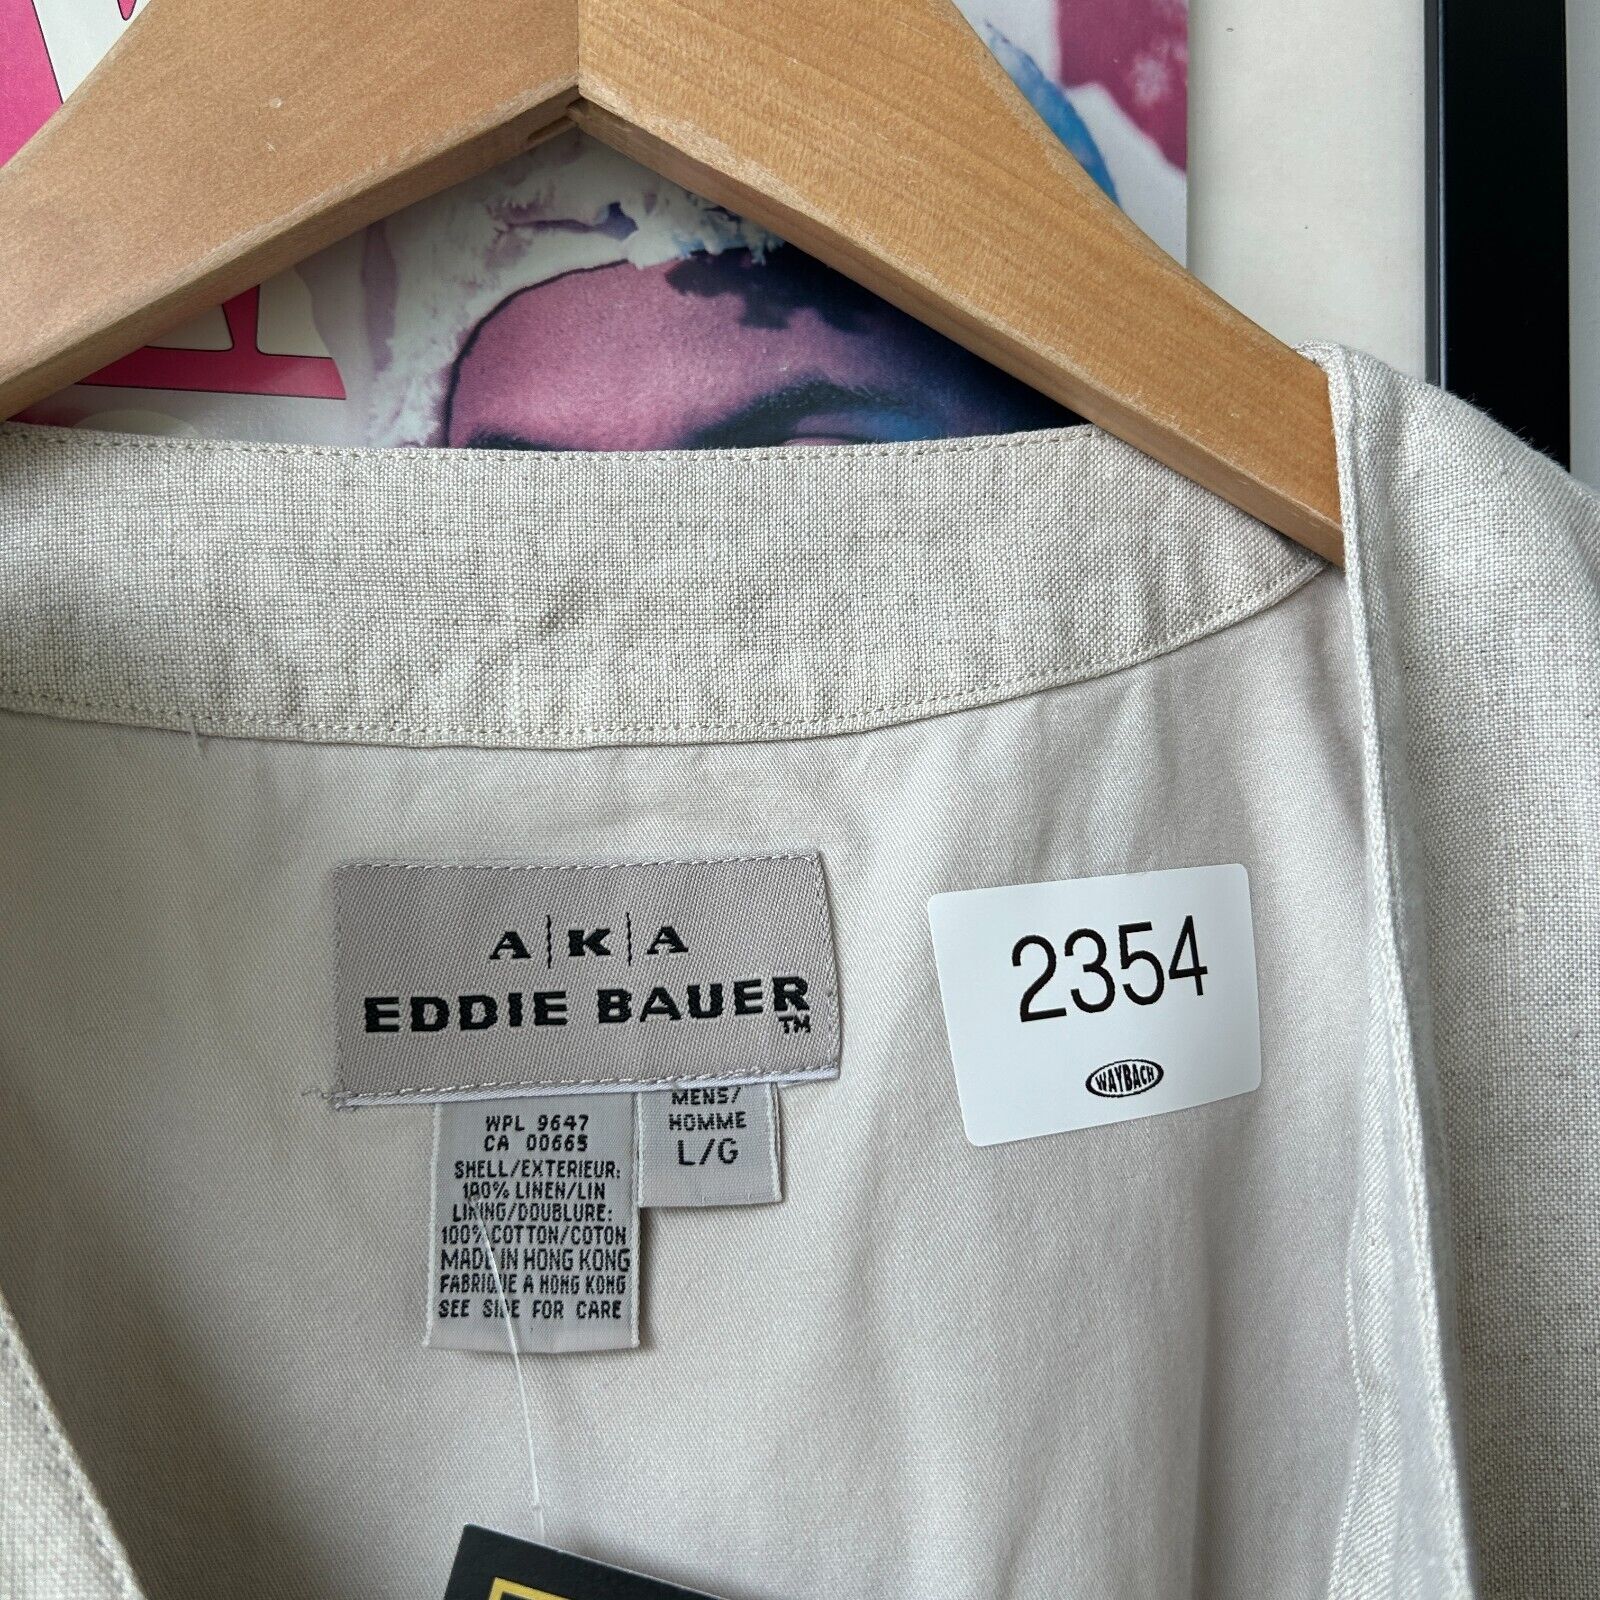 A|K|A
EDDIE BAUER
TM
WPL 9647
CA 00665
SHELL/EXTERIEUR:
100% LINEN/LIN
LINING/DOUBLURE:
100% COTTON/COTON
MADE IN HONG KONG
FABRIQUE A HONG KONG
SEE SIDE FOR CARE
MENS/
HOMME
L/G
2354
WAYBACH